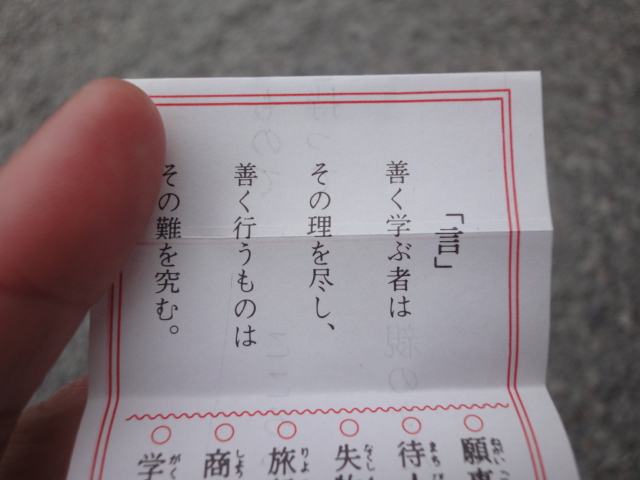 「言」
善く学ぶ者は
その理を尽し、
善く行うものは
その難を究む。
○願事
○待人
○失物
○旅
○商
○学